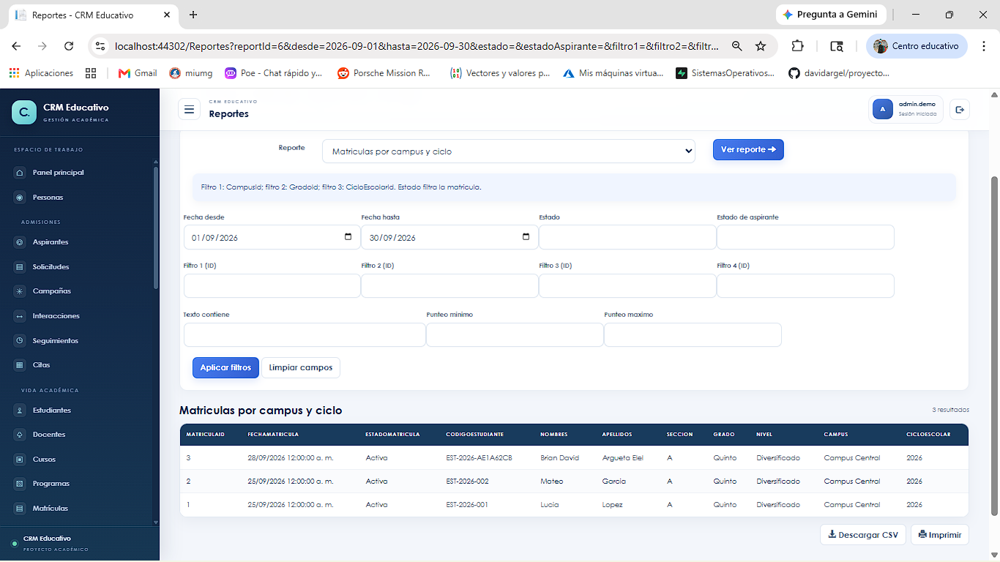 Reportes - CRM Educativo
Pregunta a Gemini
localhost:44302/Reportes?reportId=6&desde=2026-09-01&hasta=2026-09-30&estado=&estadoAspirante=&filtro1=&filtro2=&filtr...
Centro educativo
Aplicaciones
Gmail
miumg
Poe - Chat rápido y...
Porsche Mission R...
Vectores y valores p...
Mis máquinas virtua...
SistemasOperativos...
davidargel/proyecto...
C.
CRM Educativo
GESTIÓN ACADÉMICA
ESPACIO DE TRABAJO
Panel principal
Personas
ADMISIONES
Aspirantes
Solicitudes
Campañas
Interacciones
Seguimientos
Citas
VIDA ACADÉMICA
Estudiantes
Docentes
Cursos
Programas
Matrículas
CRM Educativo
PROYECTO ACADÉMICO
CRM EDUCATIVO
Reportes
A
admin.demo
Sesión iniciada
Reporte
Matriculas por campus y ciclo
Ver reporte
Filtro 1: CampusId; filtro 2: GradoId; filtro 3: CicloEscolarId. Estado filtra la matricula.
Fecha desde Fecha hasta Estado Estado de aspirante
01/09/2026 30/09/2026
Filtro 1 (ID) Filtro 2 (ID) Filtro 3 (ID) Filtro 4 (ID)
Texto contiene Punteo minimo Punteo maximo
Aplicar filtros Limpiar campos
Matriculas por campus y ciclo
3 resultados
MATRICULAID FECHAMATRICULA ESTADOMATRICULA CODIGOESTUDIANTE NOMBRES APELLIDOS SECCION GRADO NIVEL CAMPUS CICLOESCOLAR
3 28/09/2026 12:00:00 a. m. Activa EST-2026-AE1A62CB Brian David Argueta Elel A Quinto Diversificado Campus Central 2026
2 25/09/2026 12:00:00 a. m. Activa EST-2026-002 Mateo Garcia A Quinto Diversificado Campus Central 2026
1 25/09/2026 12:00:00 a. m. Activa EST-2026-001 Lucia Lopez A Quinto Diversificado Campus Central 2026
Descargar CSV Imprimir